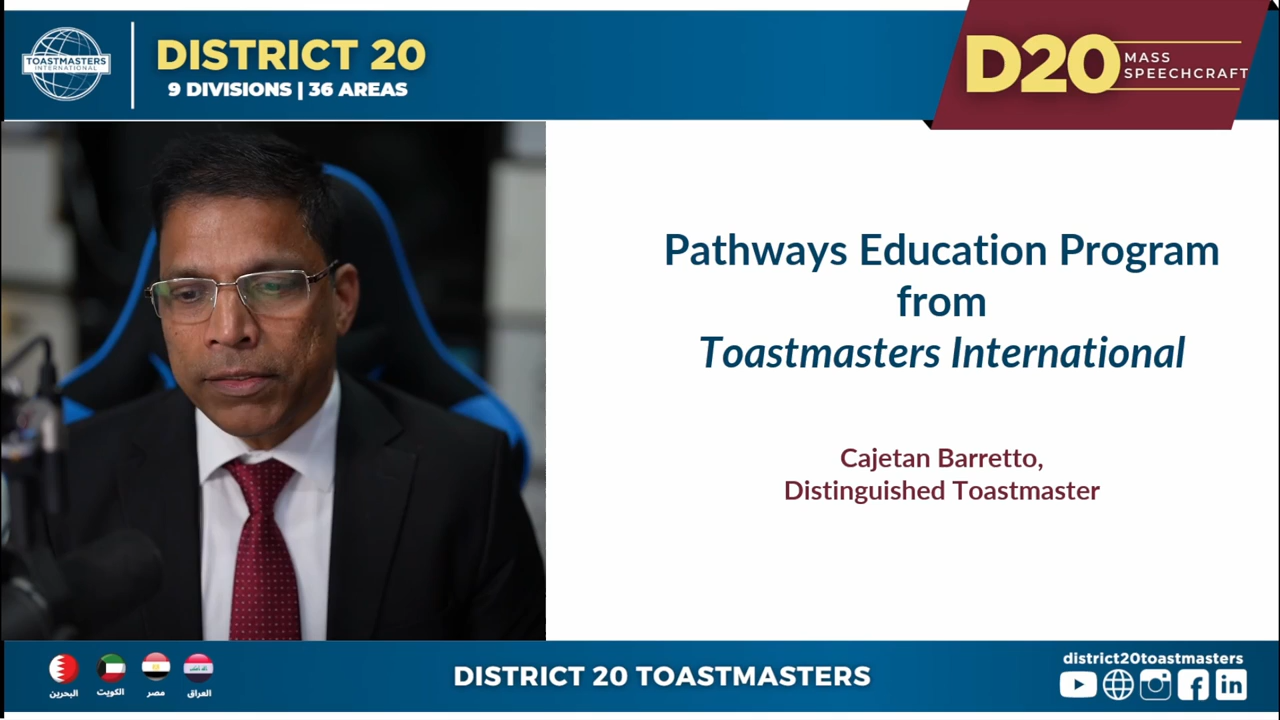 TOASTMASTERS
INTERNATIONAL
DISTRICT 20
9 DIVISIONS | 36 AREAS
D20
MASS
SPEECHCRAFT
Pathways Education Program
from
Toastmasters International
Cajetan Barretto,
Distinguished Toastmaster
البحرين
الكويت
مصر
العراق
DISTRICT 20 TOASTMASTERS
district20toastmasters